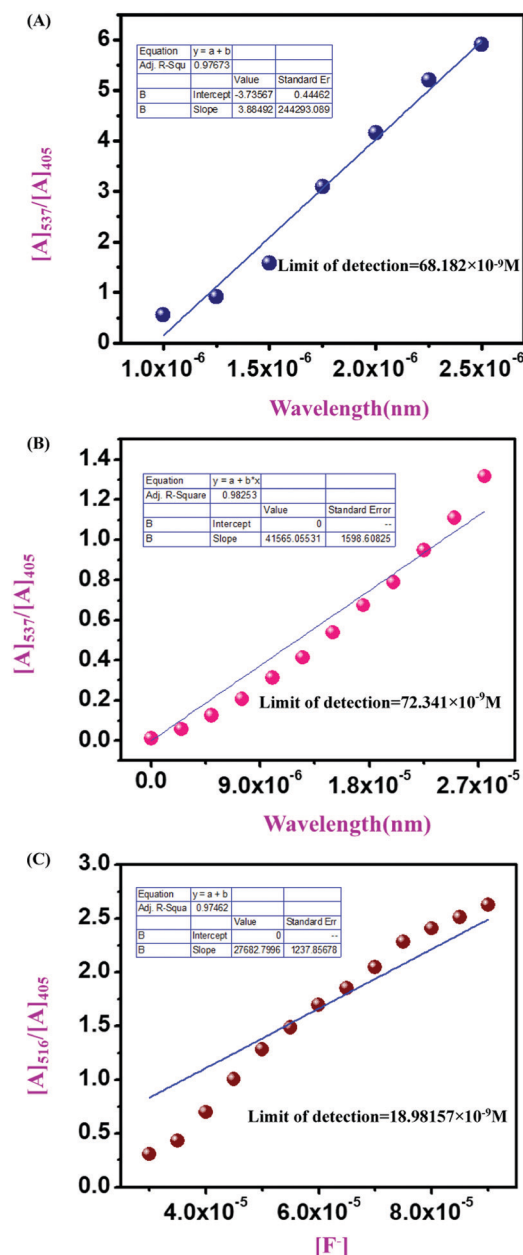 (A)
6
5
4
3
2
1
0
[A]537/[A]405
Equation y = a + b
Adj. R-Squ 0.97673
Value Standard Er
B Intercept -3.73567 0.44462
B Slope 3.88492 244293.089
Limit of detection=68.182×10-9M
1.0x10-6 1.5x10-6 2.0x10-6 2.5x10-6
Wavelength(nm)
(B)
1.4
1.2
1.0
0.8
0.6
0.4
0.2
0.0
[A]537/[A]405
Equation y = a + b*x
Adj. R-Square 0.98253
Value Standard Error
B Intercept 0 --
B Slope 41565.05531 1598.60825
Limit of detection=72.341×10-9M
0.0 9.0x10-6 1.8x10-5 2.7x10-5
Wavelength(nm)
(C)
3.0
2.5
2.0
1.5
1.0
0.5
0.0
[A]516/[A]405
Equation y = a + b
Adj. R-Squa 0.97462
Value Standard Err
B Intercept 0 --
B Slope 27682.7996 1237.85678
Limit of detection=18.98157×10-9M
4.0x10-5 6.0x10-5 8.0x10-5
[F-]